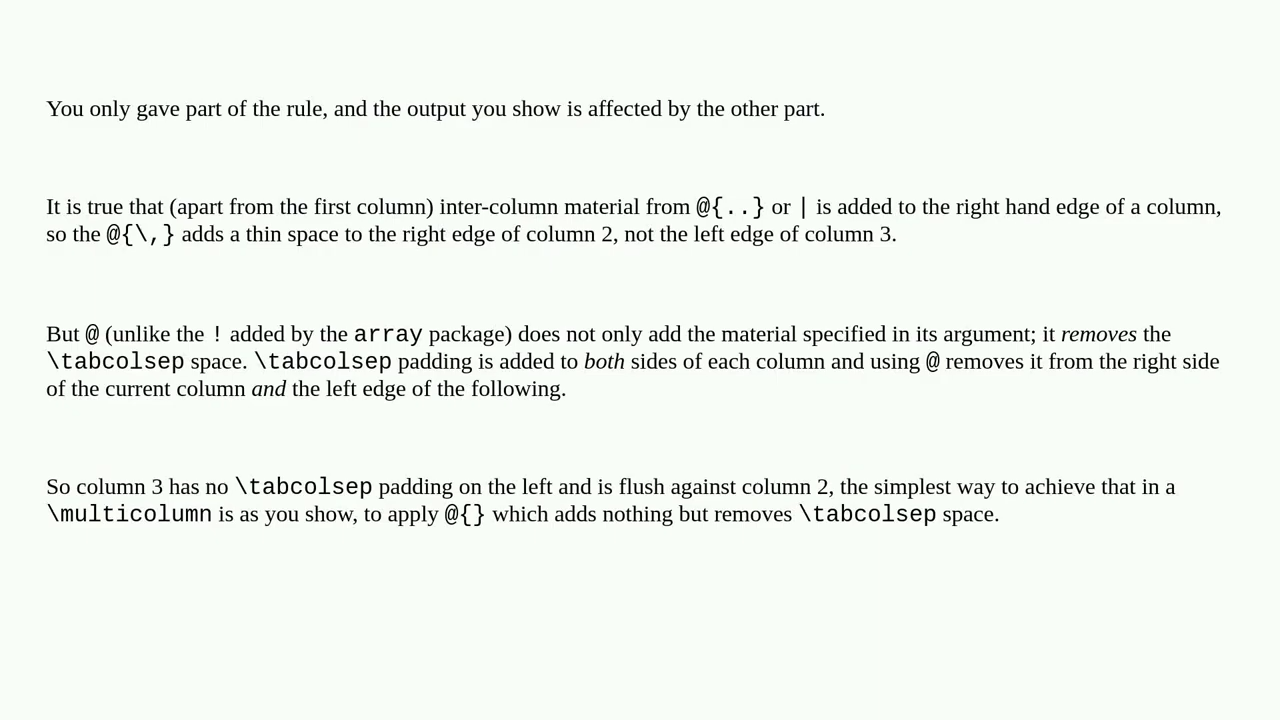 You only gave part of the rule, and the output you show is affected by the other part.
It is true that (apart from the first column) inter-column material from @{..} or | is added to the right hand edge of a column,
so the @{\,} adds a thin space to the right edge of column 2, not the left edge of column 3.
But @ (unlike the ! added by the array package) does not only add the material specified in its argument; it removes the
\tabcolsep space. \tabcolsep padding is added to both sides of each column and using @ removes it from the right side
of the current column and the left edge of the following.
So column 3 has no \tabcolsep padding on the left and is flush against column 2, the simplest way to achieve that in a
\multicolumn is as you show, to apply @{} which adds nothing but removes \tabcolsep space.